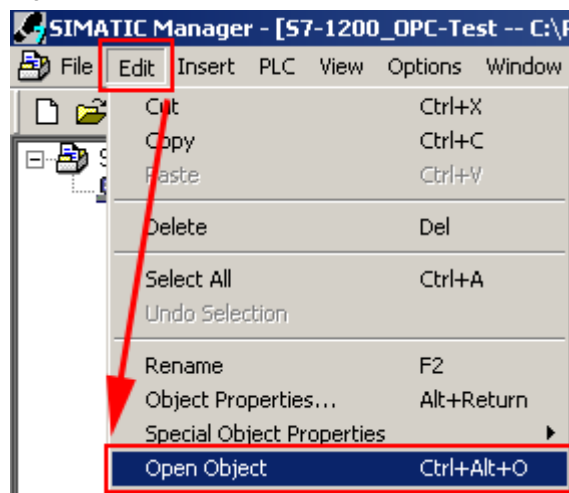 SIMATIC Manager - [S7-1200_OPC-Test -- C:\
File Edit Insert PLC View Options Window
Cut Ctrl+X
Copy Ctrl+C
Paste Ctrl+V
Delete Del
Select All Ctrl+A
Undo Selection
Rename F2
Object Properties... Alt+Return
Special Object Properties
Open Object Ctrl+Alt+O